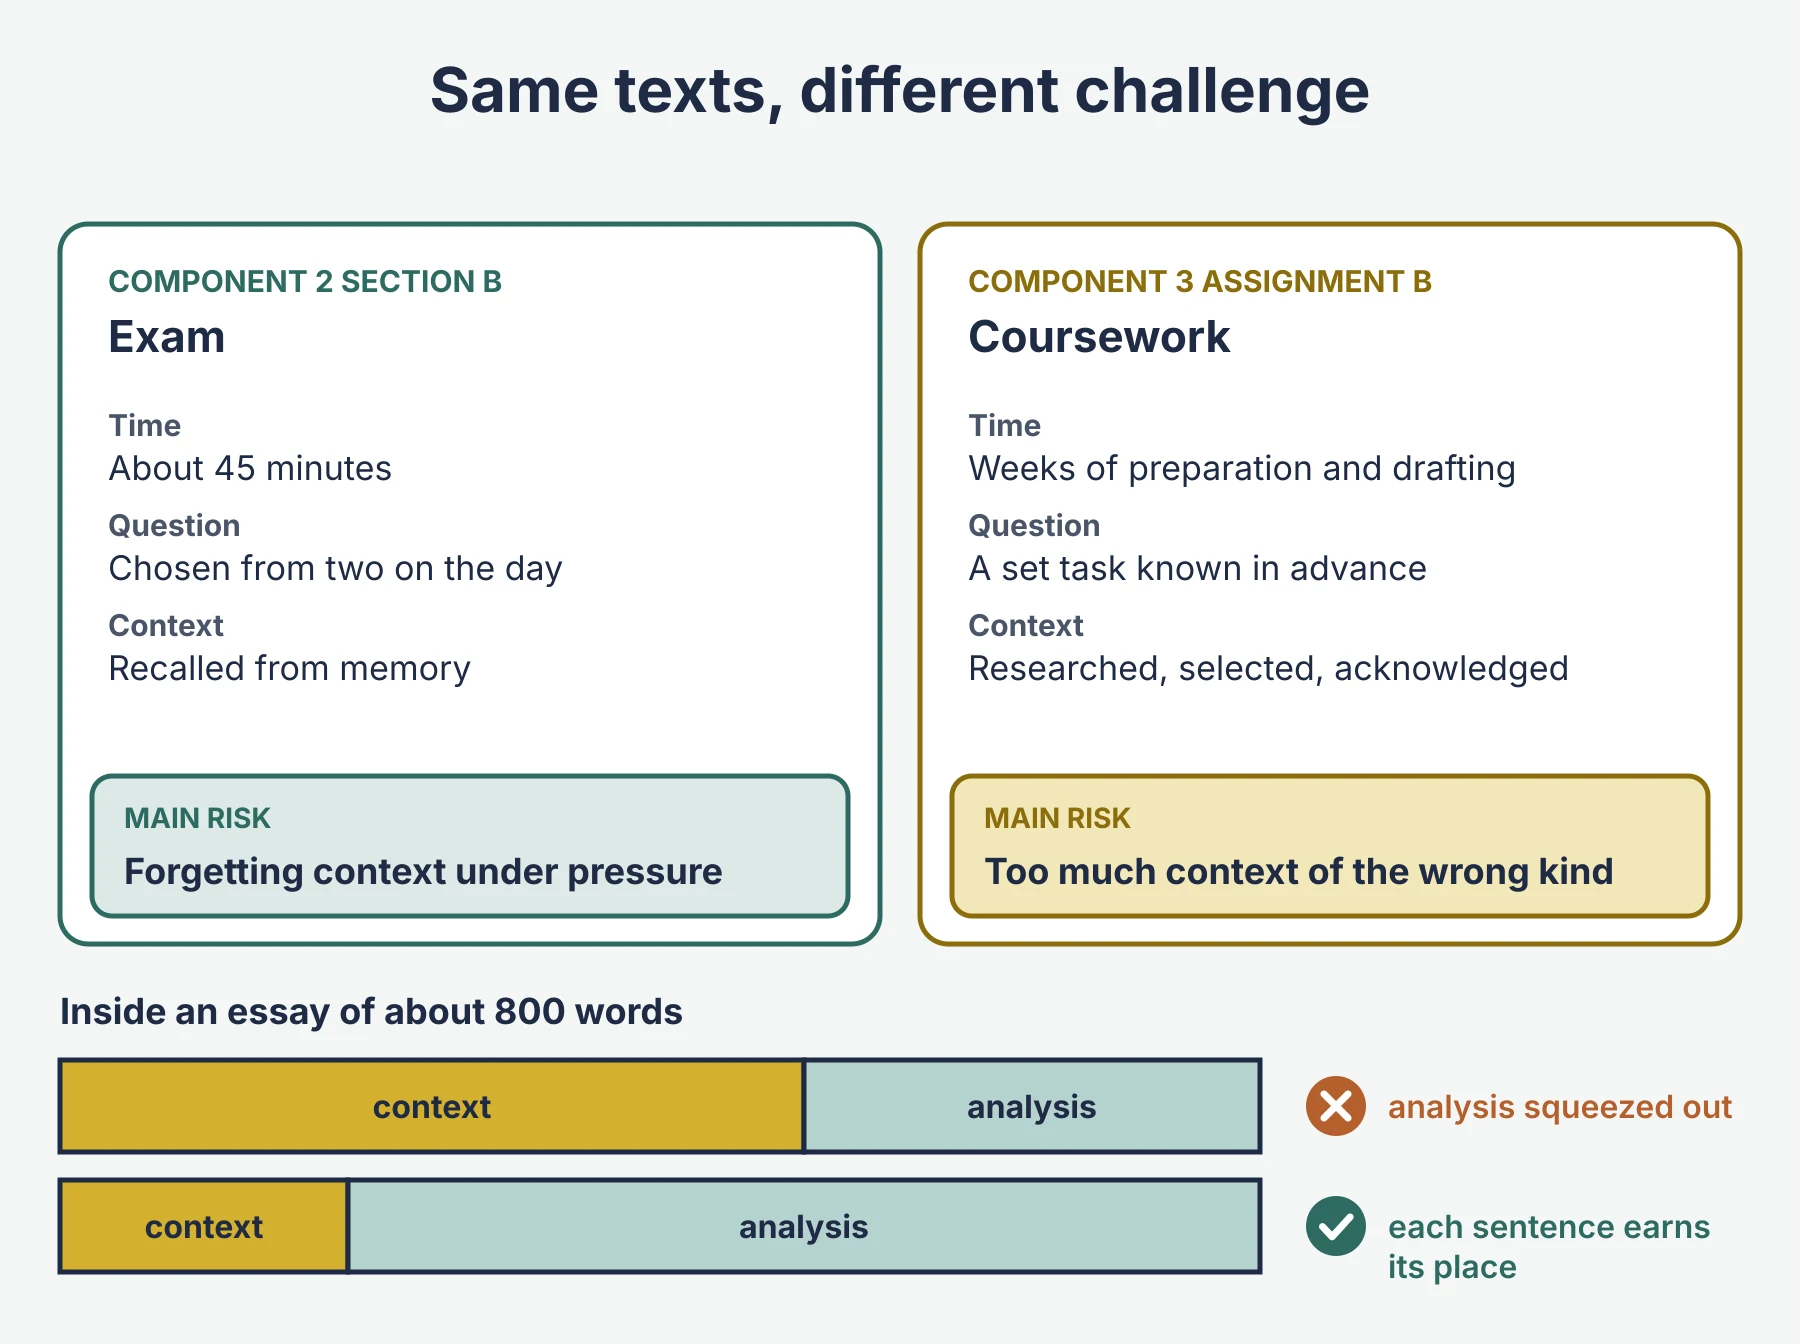 Same texts, different challenge
COMPONENT 2 SECTION B
Exam
Time
About 45 minutes
Question
Chosen from two on the day
Context
Recalled from memory
MAIN RISK
Forgetting context under pressure
COMPONENT 3 ASSIGNMENT B
Coursework
Time
Weeks of preparation and drafting
Question
A set task known in advance
Context
Researched, selected, acknowledged
MAIN RISK
Too much context of the wrong kind
Inside an essay of about 800 words
context
analysis
analysis squeezed out
context
analysis
each sentence earns
its place